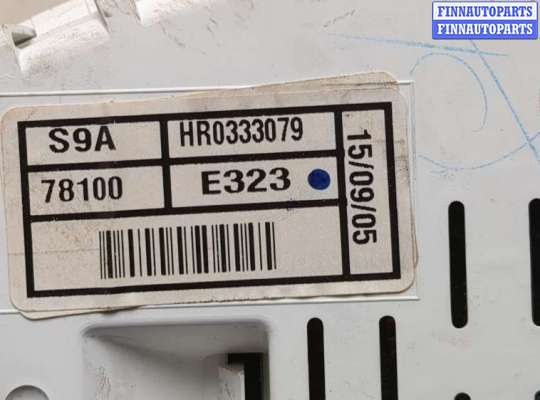 FINNAUTOPARTS
FINNAUTOPARTS
S9A
HR0333079
78100
E323
15/09/05